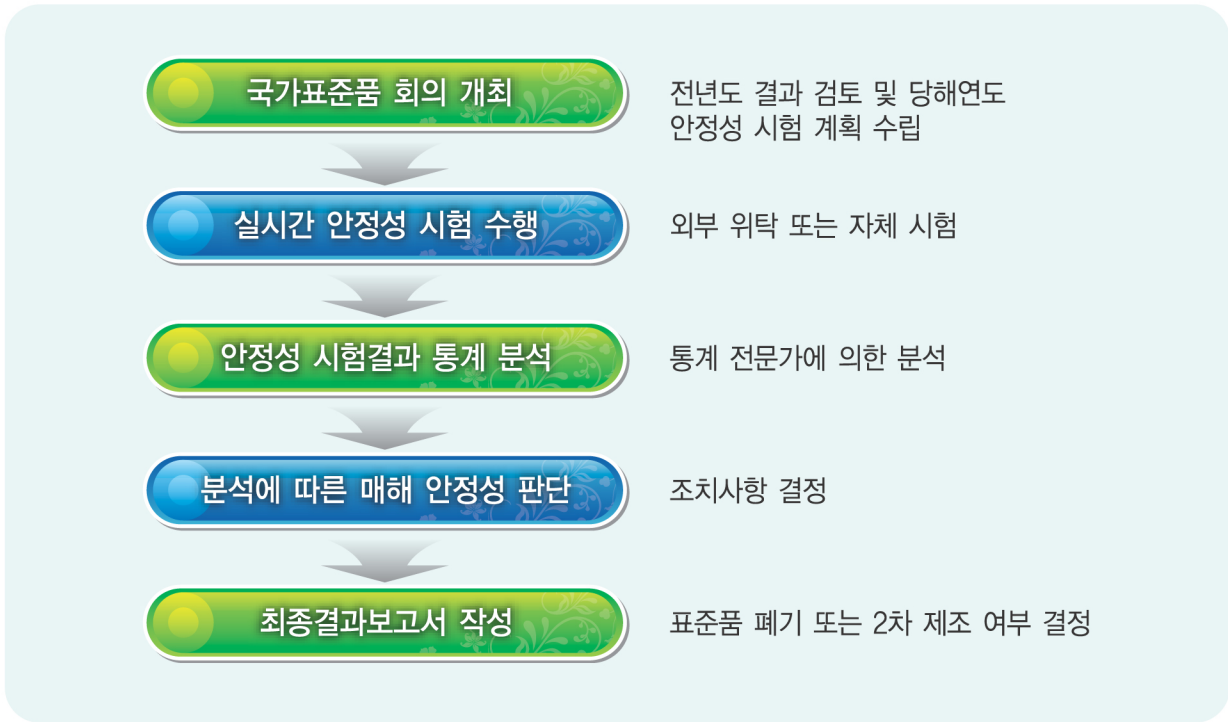 국가표준품 회의 개최
전년도 결과 검토 및 당해연도
안정성 시험 계획 수립
실시간 안정성 시험 수행
외부 위탁 또는 자체 시험
안정성 시험결과 통계 분석
통계 전문가에 의한 분석
분석에 따른 매해 안정성 판단
조치사항 결정
최종결과보고서 작성
표준품 폐기 또는 2차 제조 여부 결정